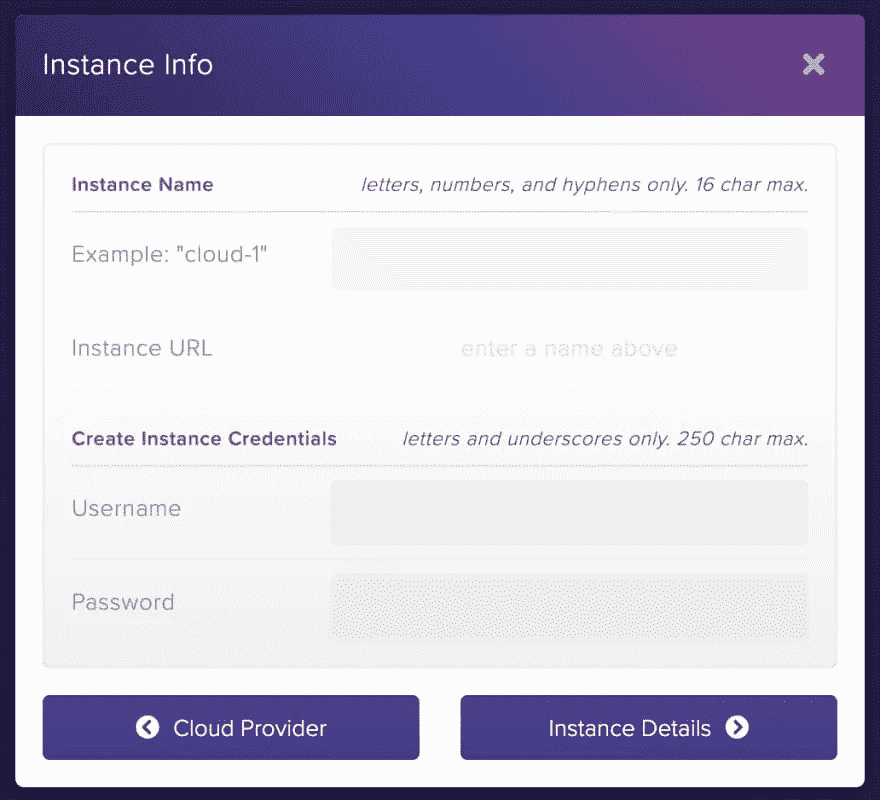 Instance Info
Instance Name letters, numbers, and hyphens only. 16 char max.
Example: "cloud-1"
Instance URL enter a name above
Create Instance Credentials letters and underscores only. 250 char max.
Username
Password
Cloud Provider Instance Details